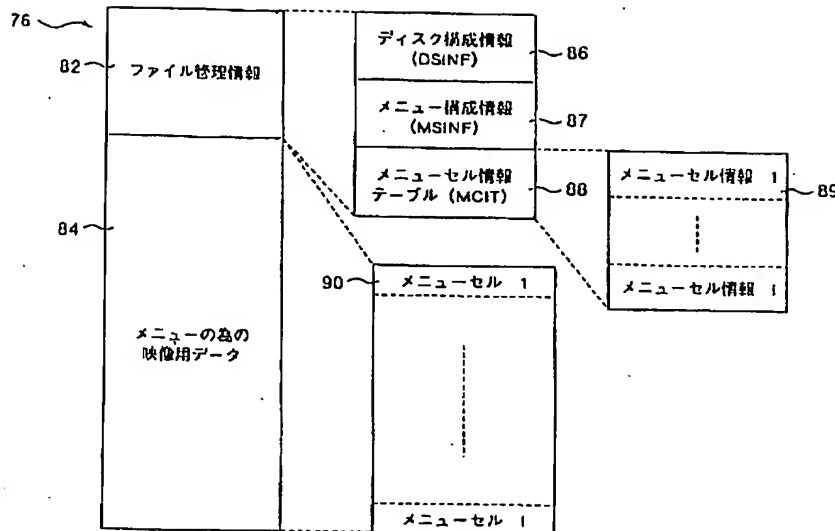 76
82
ファイル管理情報
84
メニューの為の
映像用データ
ディスク構成情報
(DSINF)
86
メニュー構成情報
(MSINF)
87
メニューセル情報
テーブル (MCIT)
88
メニューセル情報 1
89
メニューセル情報 i
90
メニューセル 1
メニューセル i